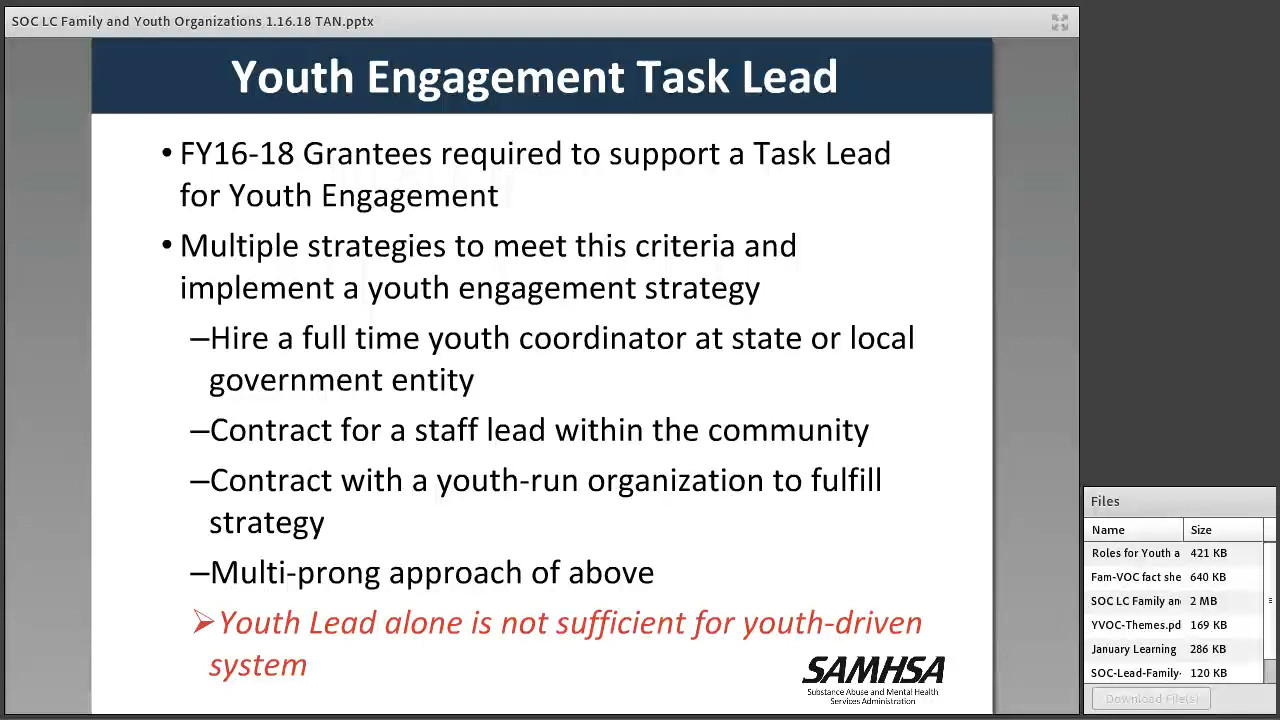 SOC LC Family and Youth Organizations 1.16.18 TAN.pptx
Youth Engagement Task Lead
• FY16-18 Grantees required to support a Task Lead
for Youth Engagement
• Multiple strategies to meet this criteria and
implement a youth engagement strategy
–Hire a full time youth coordinator at state or local
government entity
–Contract for a staff lead within the community
–Contract with a youth-run organization to fulfill
strategy
–Multi-prong approach of above
➢Youth Lead alone is not sufficient for youth-driven
system
SAMHSA
Substance Abuse and Mental Health
Services Administration
Files
Name Size
Roles for Youth a 421 KB
Fam-VOC fact she 640 KB
SOC LC Family and 2 MB
YVOC-Themes.pd 169 KB
January Learning 286 KB
SOC-Lead-Family- 120 KB
Download File(s)